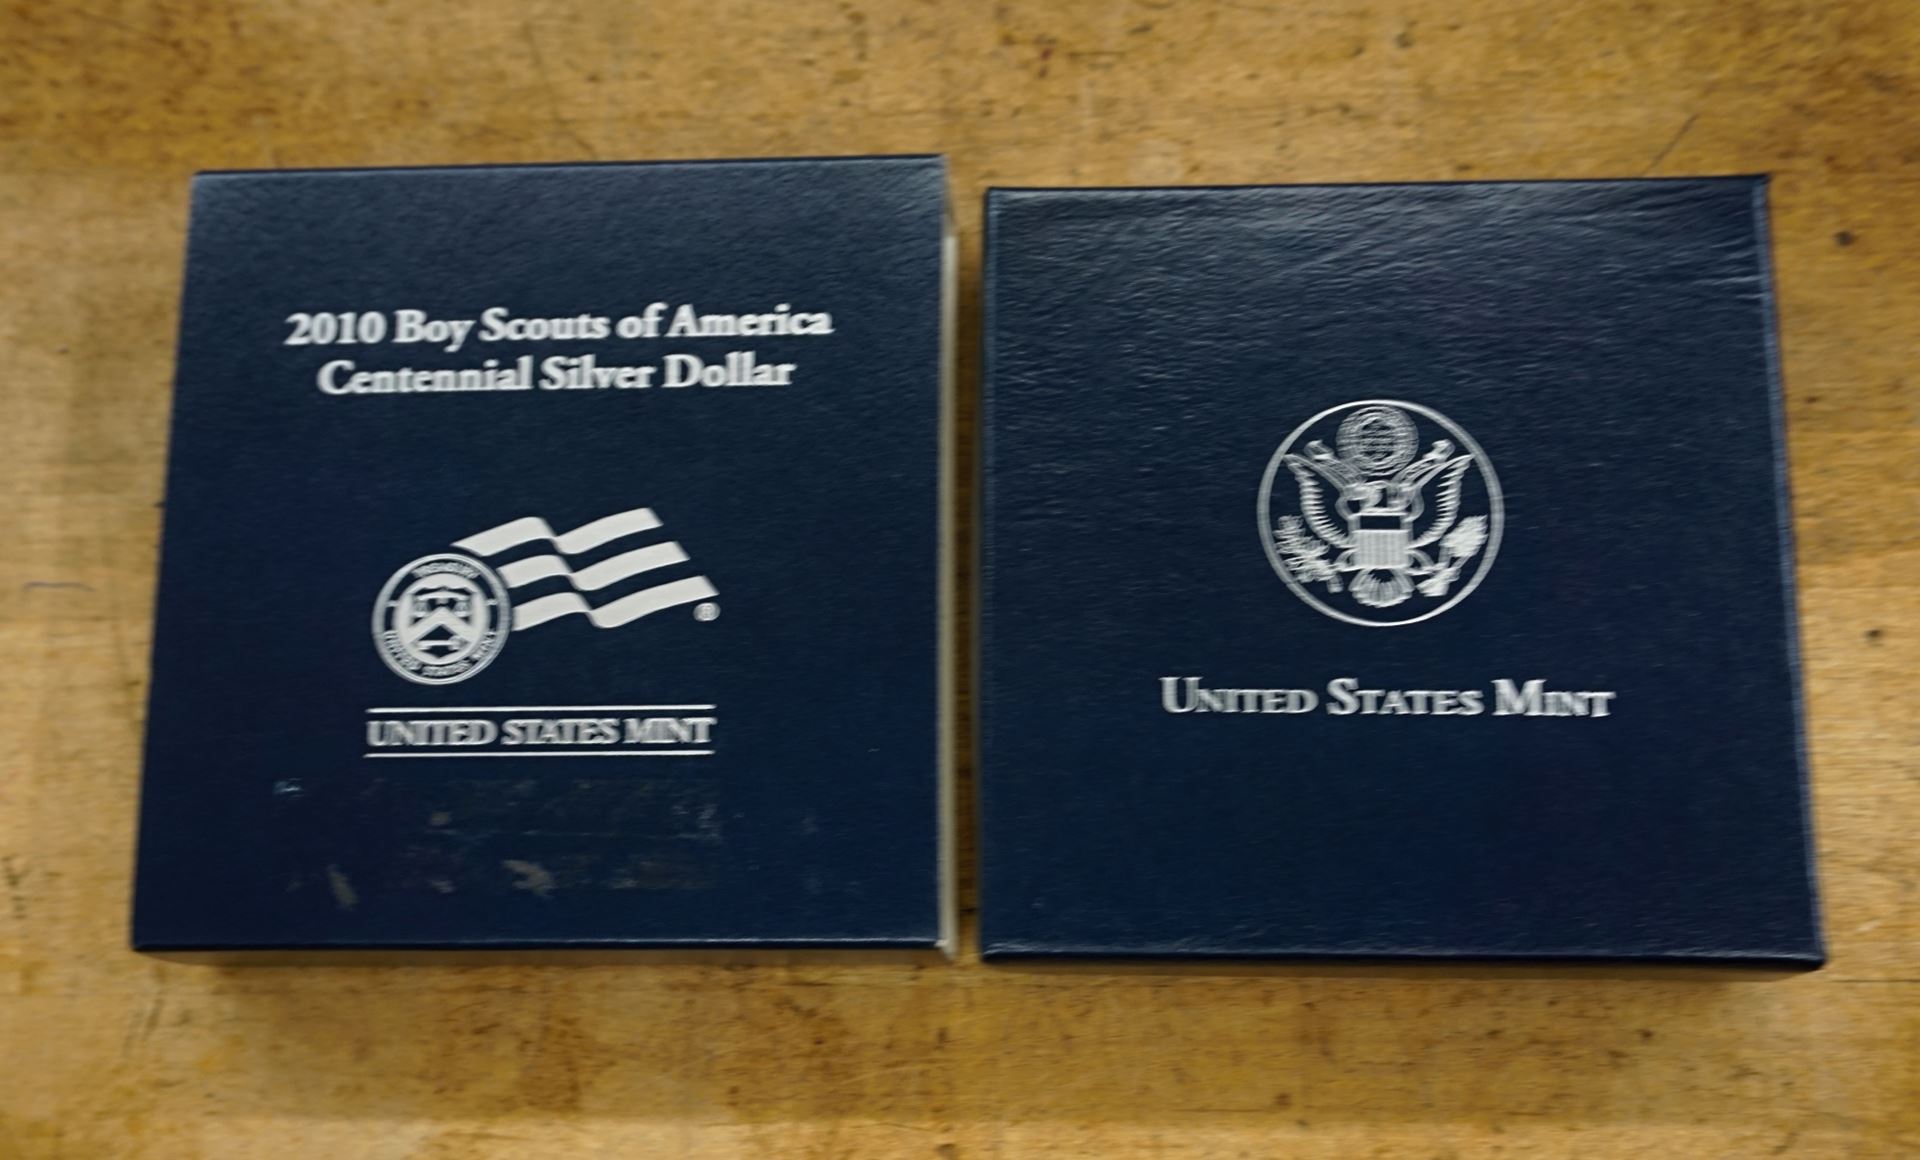 2010 Boy Scouts of America
Centennial Silver Dollar
®
UNITED STATES MINT
UNITED STATES MINT